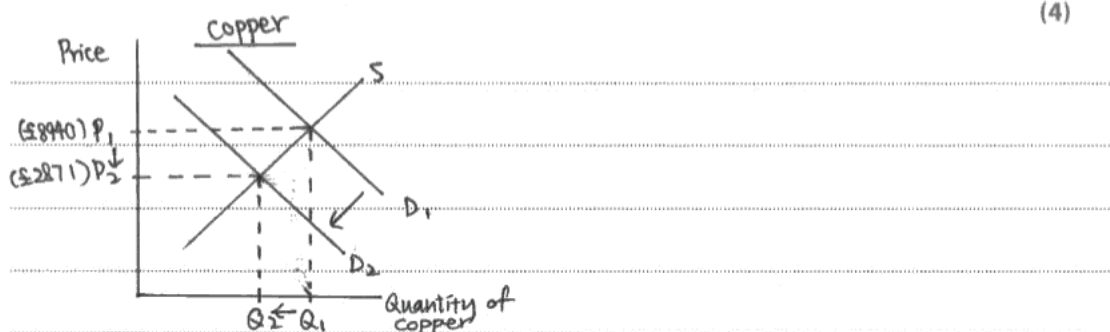 (4)
Copper
Price
S
(£8940) P₁
(£2871) P₂
D₁
D₂
Q₂ ← Q₁
Quantity of
copper